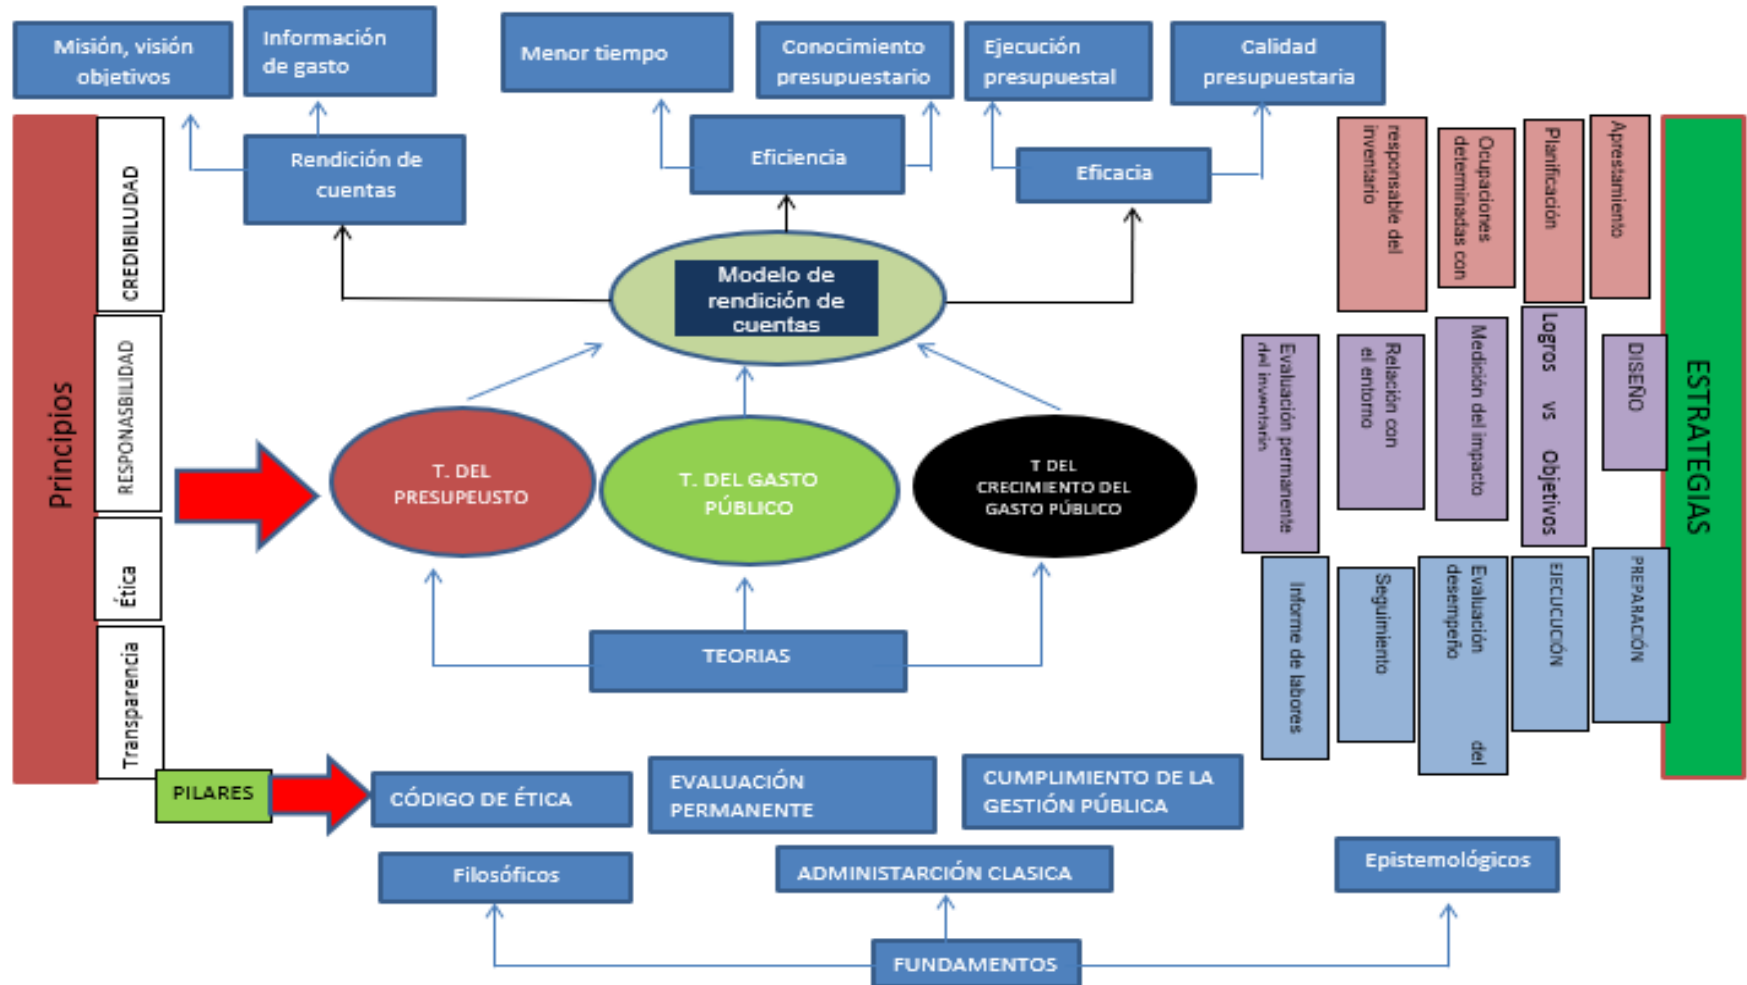 Misión, visión
objetivos
Información
de gasto
Menor tiempo
Conocimiento
presupuestario
Ejecución
presupuestal
Calidad
presupuestaria
Rendición de
cuentas
Eficiencia
Eficacia
Modelo de
rendición de
cuentas
Principios
CREDIBILUDAD
RESPONASBILIDAD
Ética
Transparencia
T. DEL
PRESUPEUSTO
T. DEL GASTO
PÚBLICO
T DEL
CRECIMIENTO DEL
GASTO PÚBLICO
TEORIAS
PILARES
CÓDIGO DE ÉTICA
EVALUACIÓN
PERMANENTE
CUMPLIMIENTO DE LA
GESTIÓN PÚBLICA
Filosóficos
ADMINISTARCIÓN CLASICA
Epistemológicos
FUNDAMENTOS
ESTRATEGIAS
Aprestamiento
Planificación
Ocupaciones
determinadas con
responsable del
inventario
DISEÑO
Logros vs Objetivos
Medición del impacto
Relación con
el entorno
Evaluación permanente
del inventario
PREPARACIÓN
EJECUCUCIÓN
Evaluación del
desempeño
Seguimiento
Informe de labores